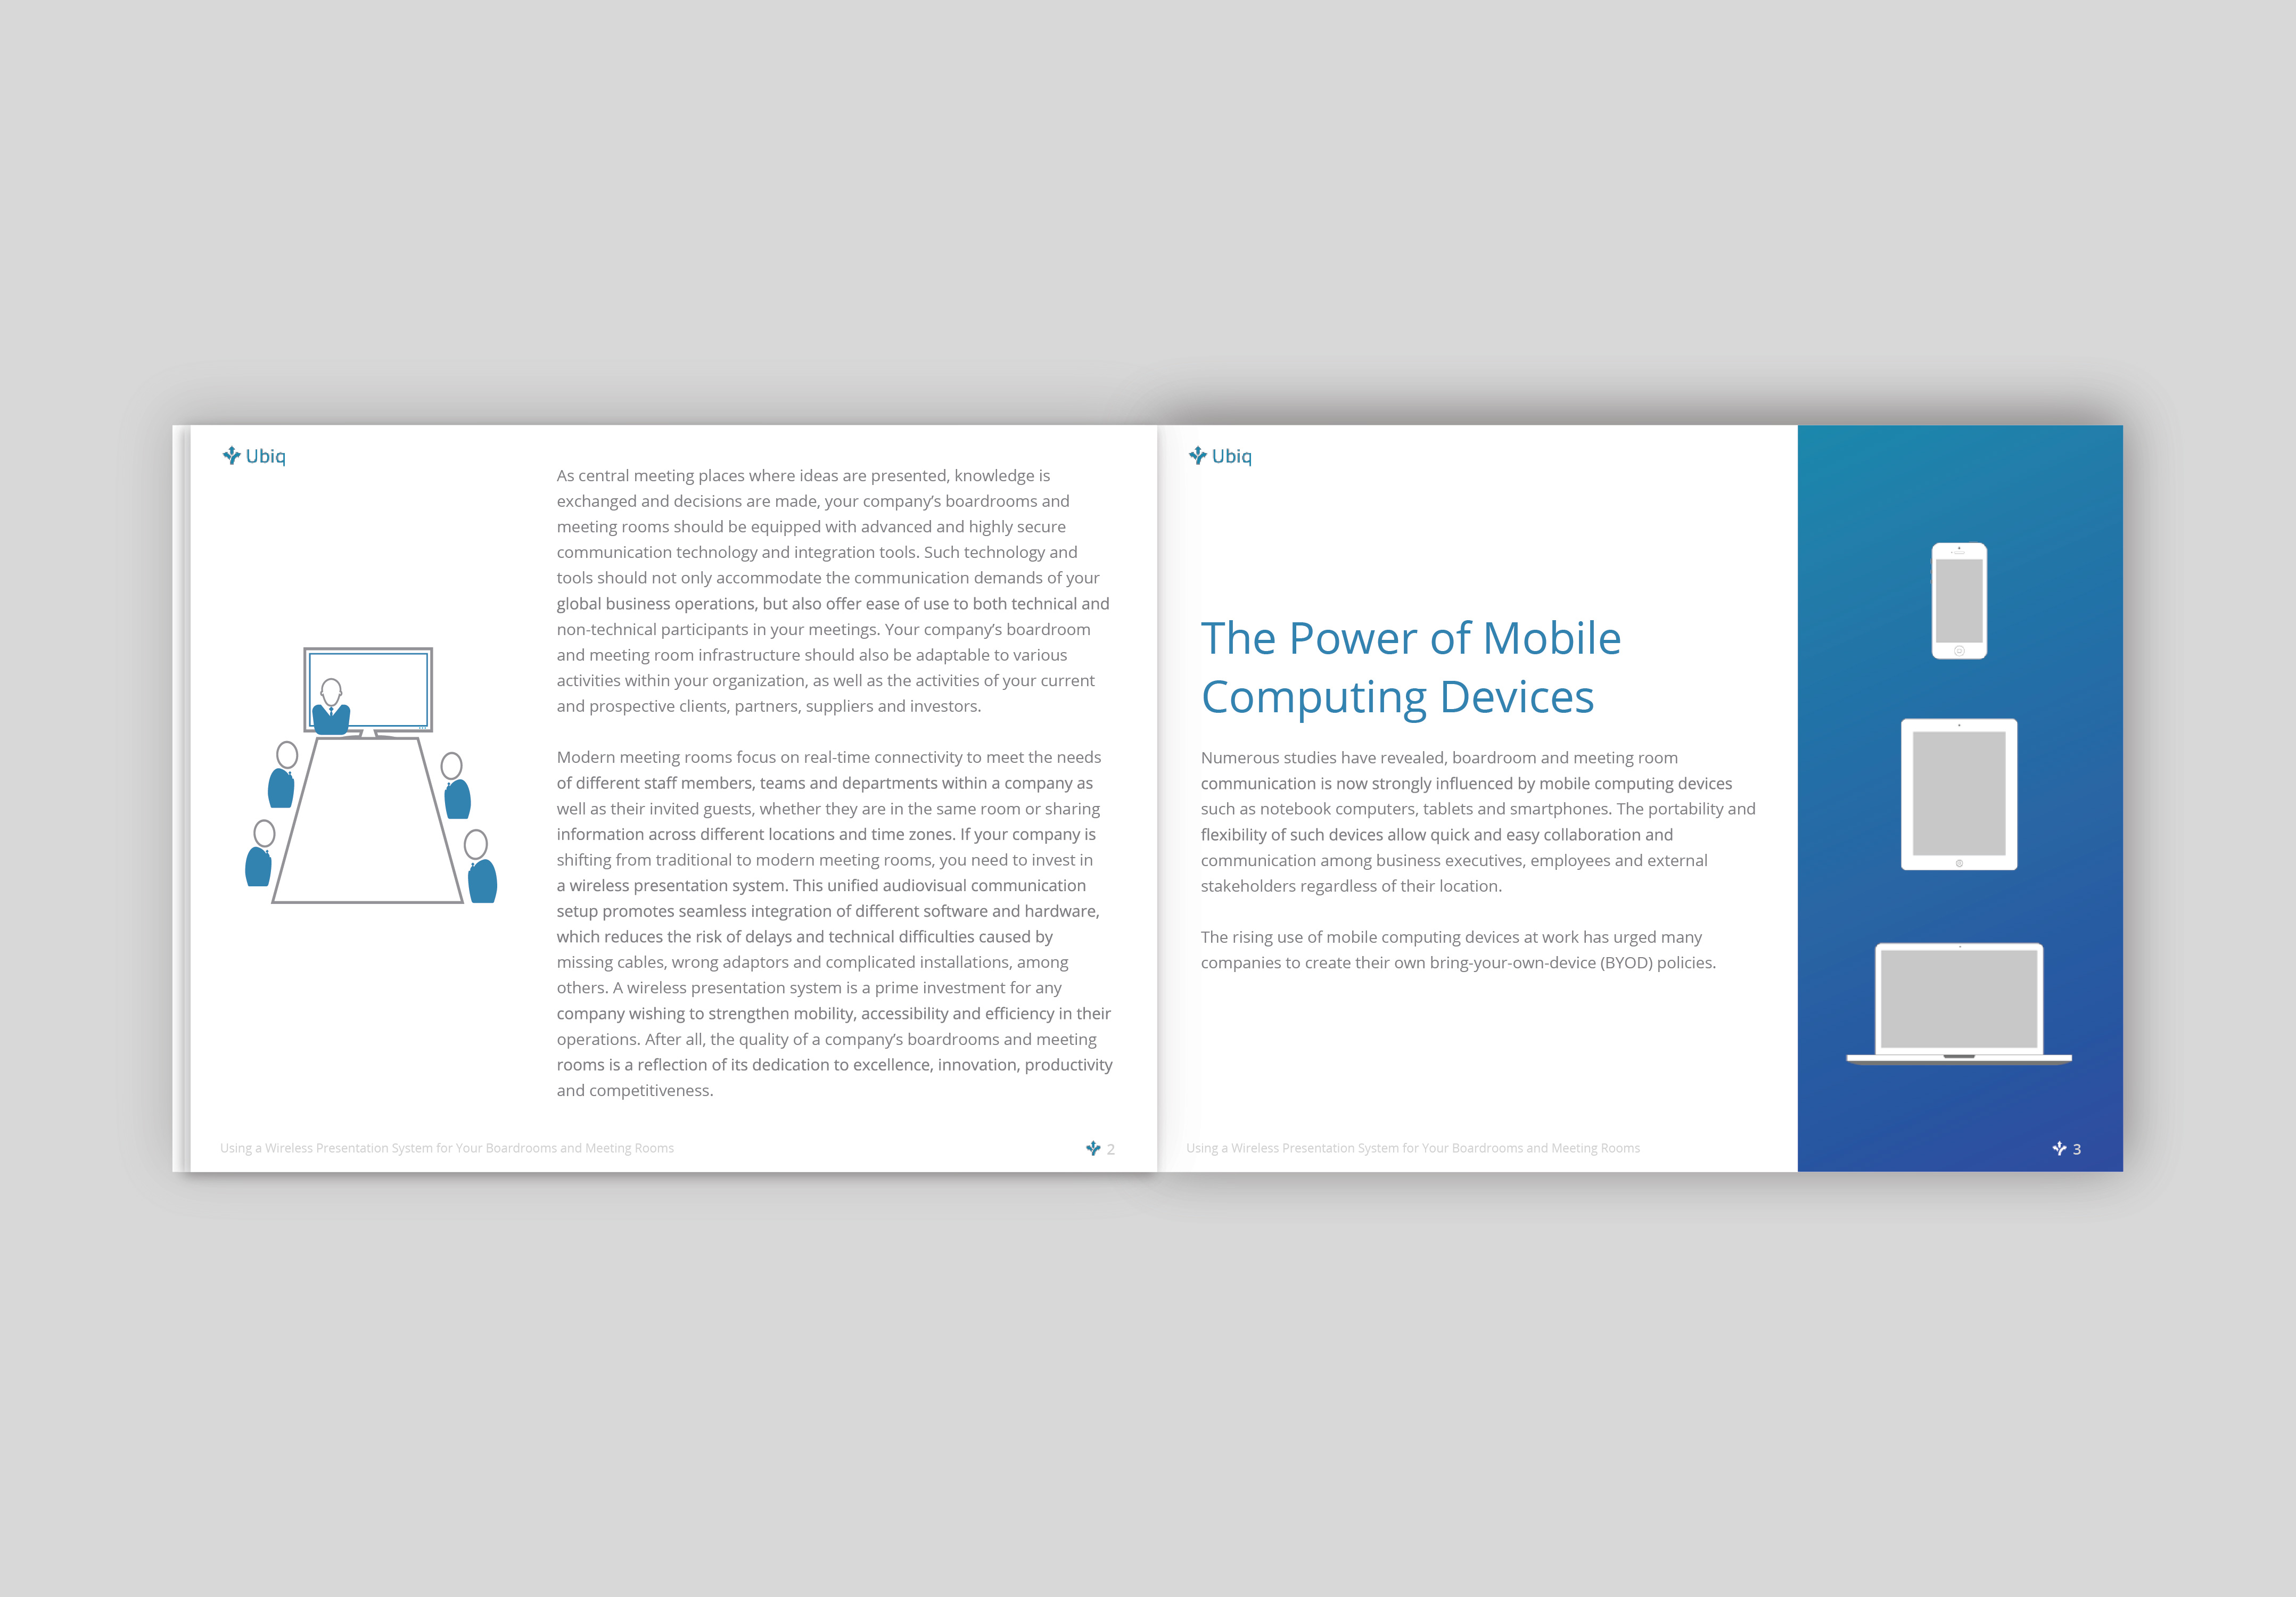 Ubiq
As central meeting places where ideas are presented, knowledge is
exchanged and decisions are made, your company’s boardrooms and
meeting rooms should be equipped with advanced and highly secure
communication technology and integration tools. Such technology and
tools should not only accommodate the communication demands of your
global business operations, but also offer ease of use to both technical and
non-technical participants in your meetings. Your company’s boardroom
and meeting room infrastructure should also be adaptable to various
activities within your organization, as well as the activities of your current
and prospective clients, partners, suppliers and investors.
Modern meeting rooms focus on real-time connectivity to meet the needs
of different staff members, teams and departments within a company as
well as their invited guests, whether they are in the same room or sharing
information across different locations and time zones. If your company is
shifting from traditional to modern meeting rooms, you need to invest in
a wireless presentation system. This unified audiovisual communication
setup promotes seamless integration of different software and hardware,
which reduces the risk of delays and technical difficulties caused by
missing cables, wrong adaptors and complicated installations, among
others. A wireless presentation system is a prime investment for any
company wishing to strengthen mobility, accessibility and efficiency in their
operations. After all, the quality of a company’s boardrooms and meeting
rooms is a reflection of its dedication to excellence, innovation, productivity
and competitiveness.
Using a Wireless Presentation System for Your Boardrooms and Meeting Rooms
2
Ubiq
The Power of Mobile
Computing Devices
Numerous studies have revealed, boardroom and meeting room
communication is now strongly influenced by mobile computing devices
such as notebook computers, tablets and smartphones. The portability and
flexibility of such devices allow quick and easy collaboration and
communication among business executives, employees and external
stakeholders regardless of their location.
The rising use of mobile computing devices at work has urged many
companies to create their own bring-your-own-device (BYOD) policies.
Using a Wireless Presentation System for Your Boardrooms and Meeting Rooms
3